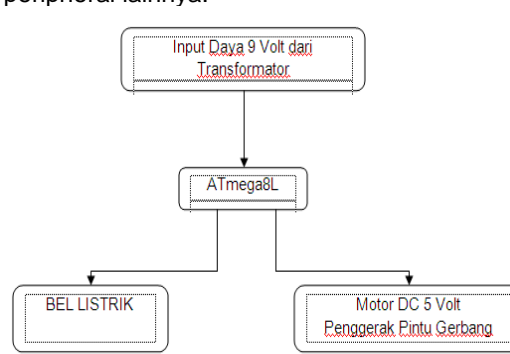 peripheral lainnya.
Input Daya 9 Volt dari
Transformator
ATmega8L
BEL LISTRIK
Motor DC 5 Volt
Penggerak Pintu Gerbang